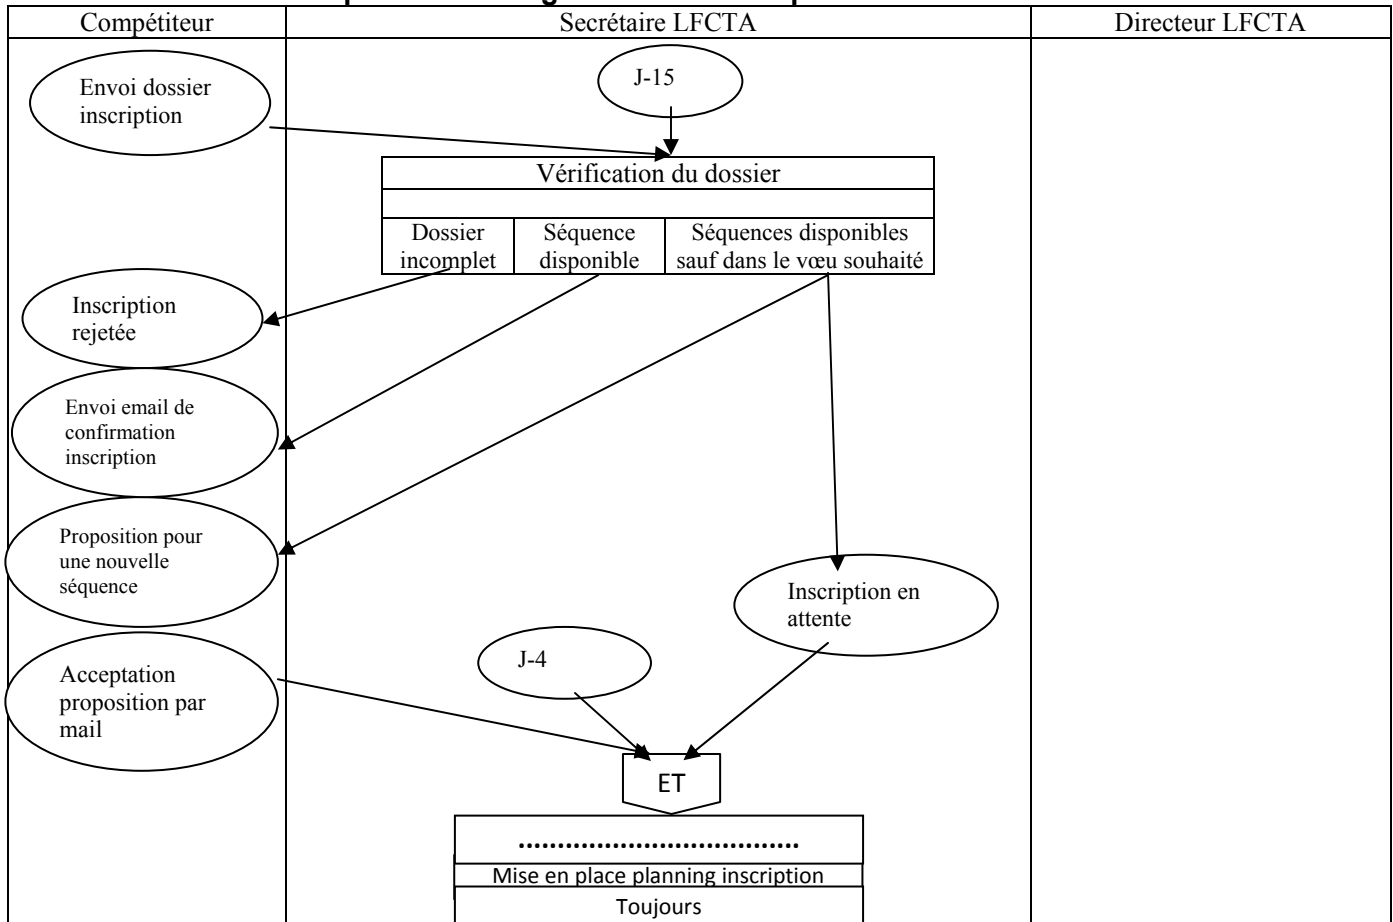 Compétiteur
Secrétaire LFCTA
Directeur LFCTA
Envoi dossier
inscription
J-15
Vérification du dossier
Dossier
incomplet
Séquence
disponible
Séquences disponibles
sauf dans le vœu souhaité
Inscription
rejetée
Envoi email de
confirmation
inscription
Proposition pour
une nouvelle
séquence
Inscription en
attente
J-4
Acceptation
proposition par
mail
ET
....................................
Mise en place planning inscription
Toujours